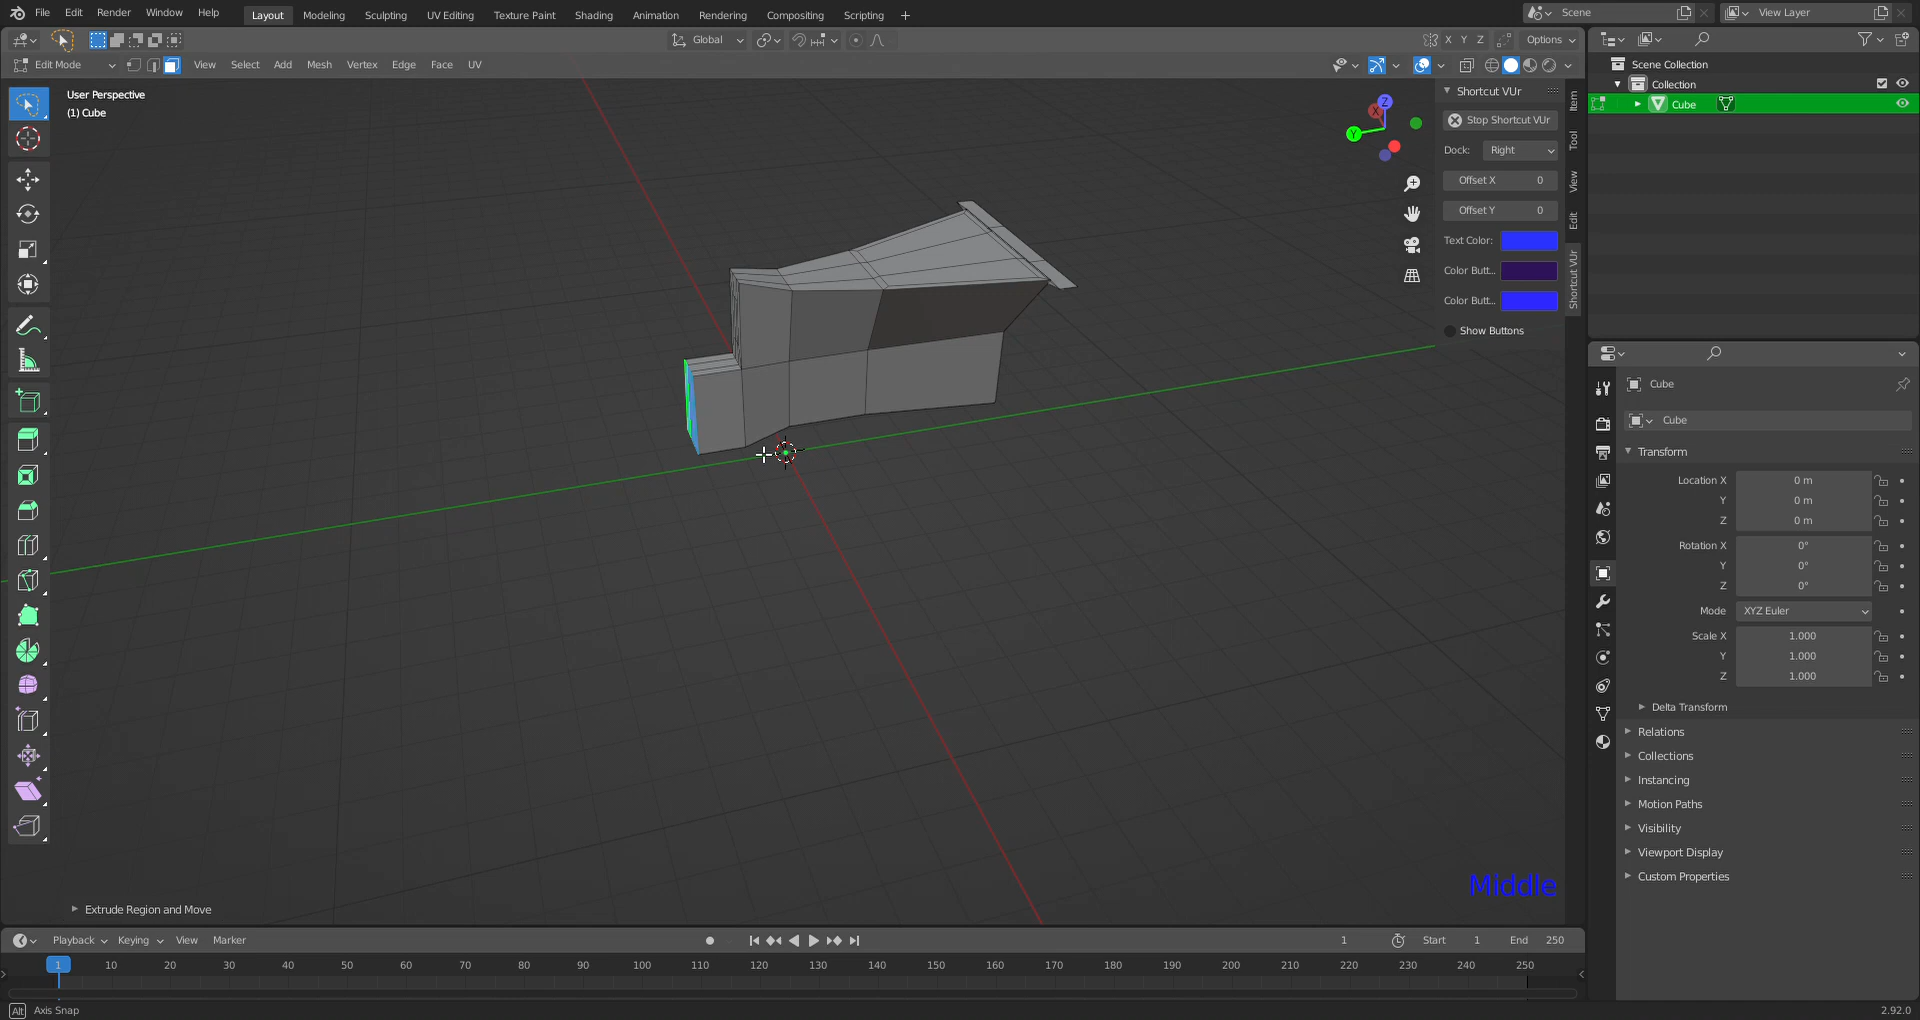 File Edit Render Window Help Layout Modeling Sculpting UV Editing Texture Paint Shading Animation Rendering Compositing Scripting Scene View Layer
Global X Y Z Options
Edit Mode View Select Add Mesh Vertex Edge Face UV
Scene Collection
Collection
Cube
User Perspective
(1) Cube
Z
X
Y
Shortcut VUr
Stop Shortcut VUr
Dock: Right
Offset X 0
Offset Y 0
Text Color:
Color Butt..
Color Butt..
Show Buttons
Item
Tool
View
Edit
Shortcut VUr
Cube
Cube
Transform
Location X 0 m
Y 0 m
Z 0 m
Rotation X 0°
Y 0°
Z 0°
Mode XYZ Euler
Scale X 1.000
Y 1.000
Z 1.000
Delta Transform
Relations
Collections
Instancing
Motion Paths
Visibility
Viewport Display
Custom Properties
Middle
Extrude Region and Move
Playback Keying View Marker 1 Start 1 End 250
1 10 20 30 40 50 60 70 80 90 100 110 120 130 140 150 160 170 180 190 200 210 220 230 240 250
Alt Axis Snap 2.92.0